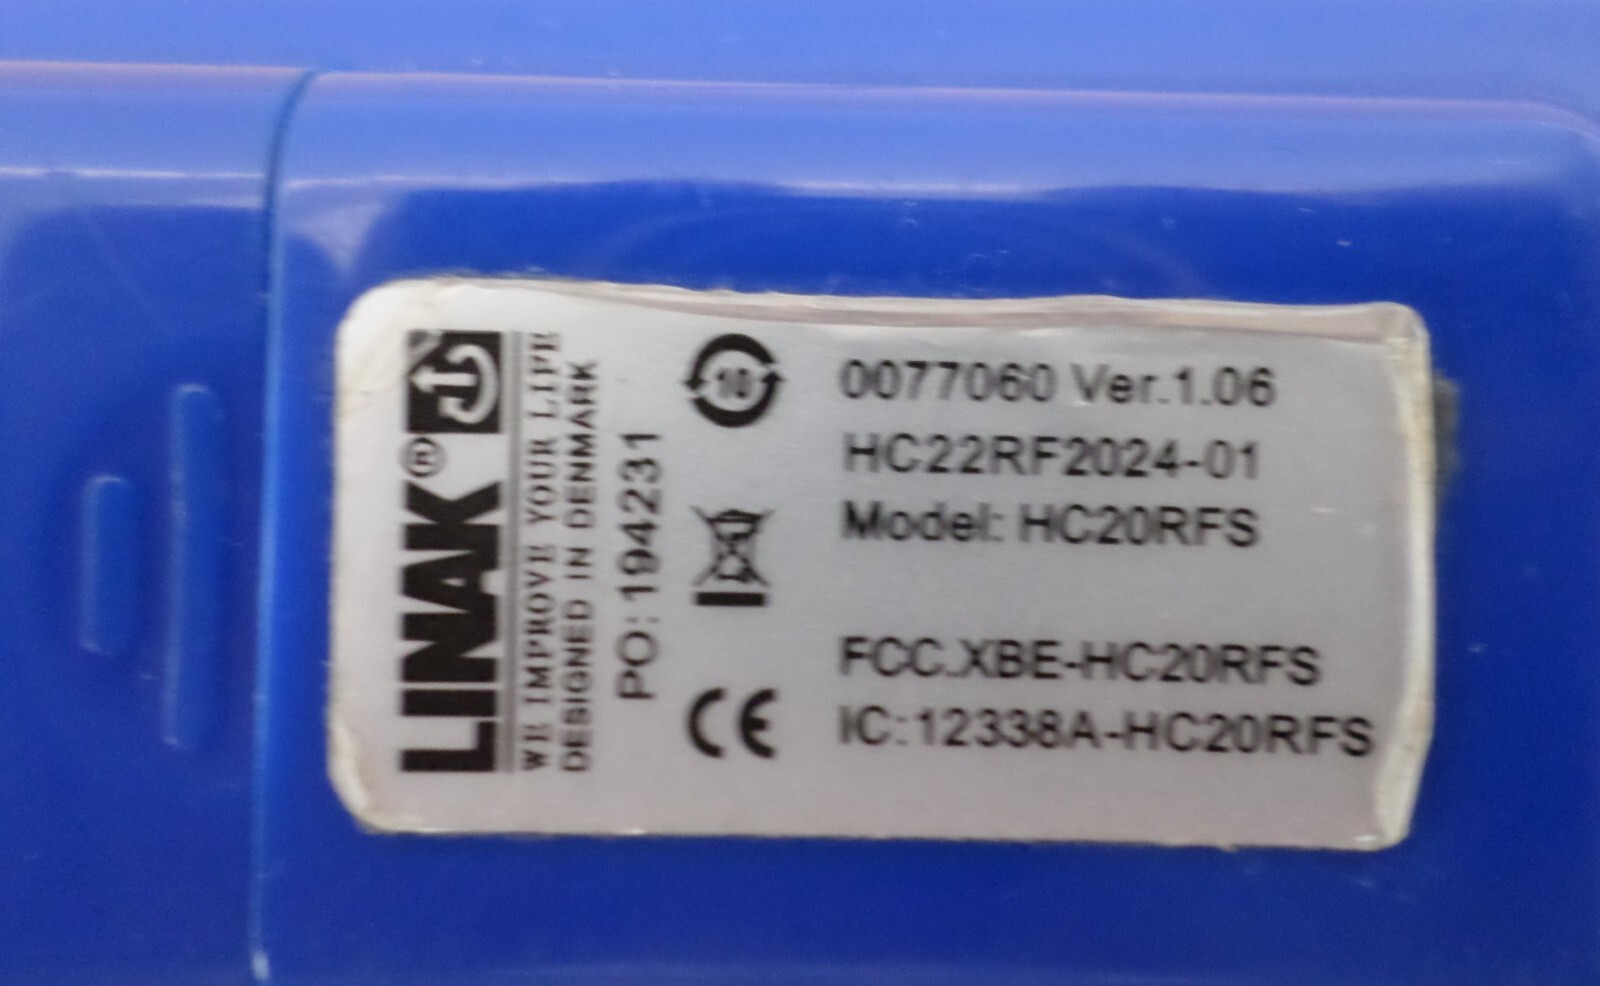 LINAK®
WE IMPROVE YOUR LIFE
DESIGNED IN DENMARK
PO: 194231
10
CE
0077060 Ver.1.06
HC22RF2024-01
Model: HC20RFS
FCC.XBE-HC20RFS
IC:12338A-HC20RFS